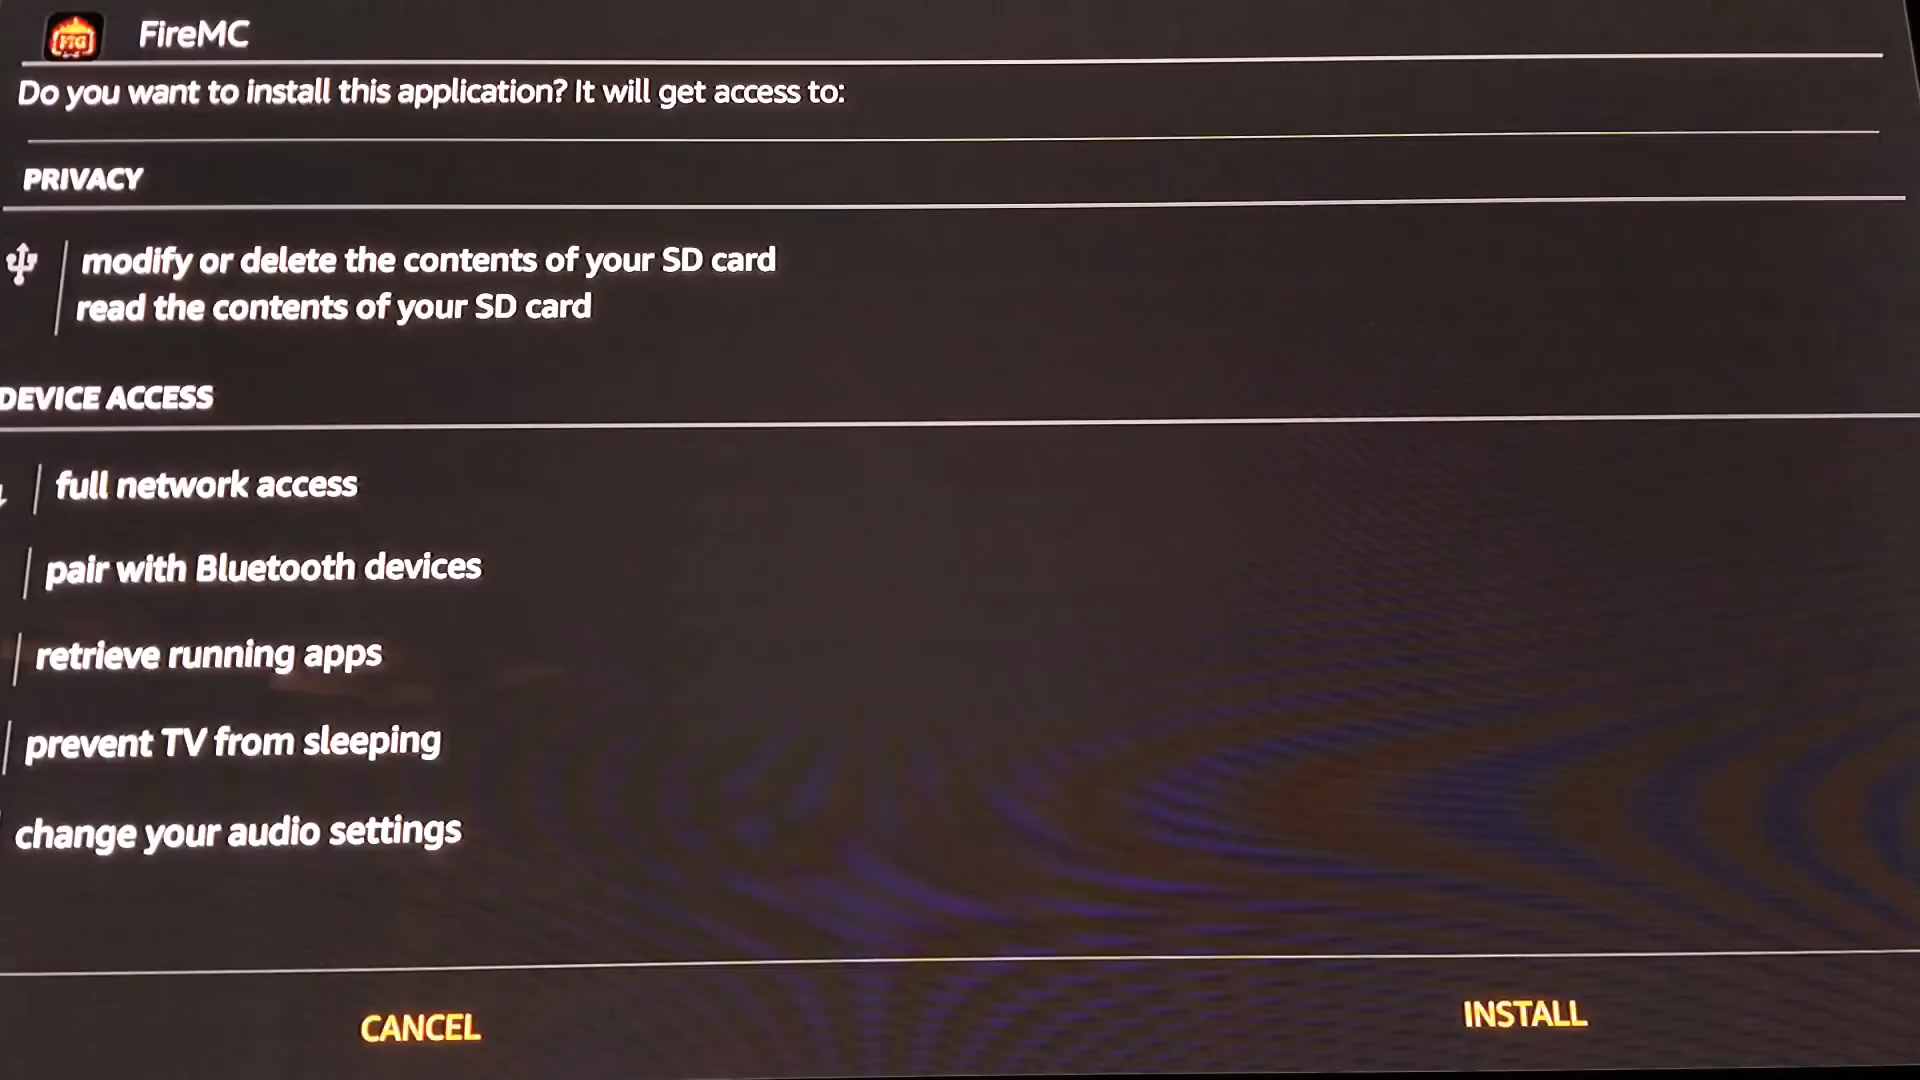 FireMC
Do you want to install this application? It will get access to:
PRIVACY
modify or delete the contents of your SD card
read the contents of your SD card
DEVICE ACCESS
full network access
pair with Bluetooth devices
retrieve running apps
prevent TV from sleeping
change your audio settings
CANCEL
INSTALL